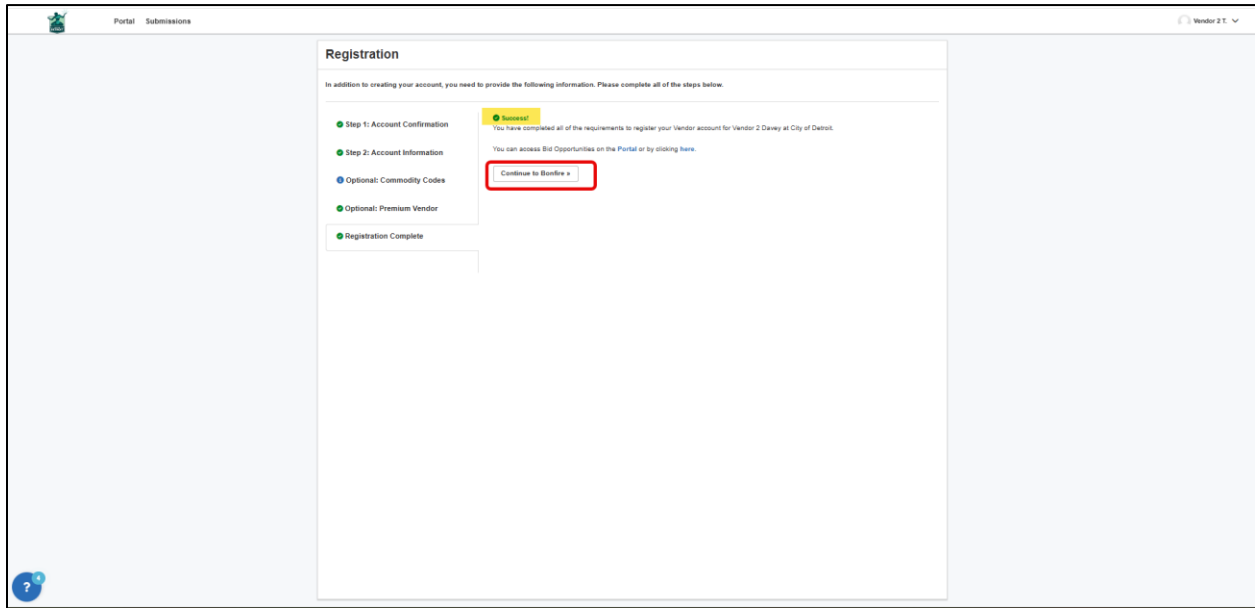 Portal Submissions
Vendor 2 T.
Registration
In addition to creating your account, you need to provide the following information. Please complete all of the steps below.
Step 1: Account Confirmation
Step 2: Account Information
Optional: Commodity Codes
Optional: Premium Vendor
Registration Complete
Success!
You have completed all of the requirements to register your Vendor account for Vendor 2 Davey at City of Detroit.
You can access Bid Opportunities on the Portal or by clicking here.
Continue to Bonfire »
?
4